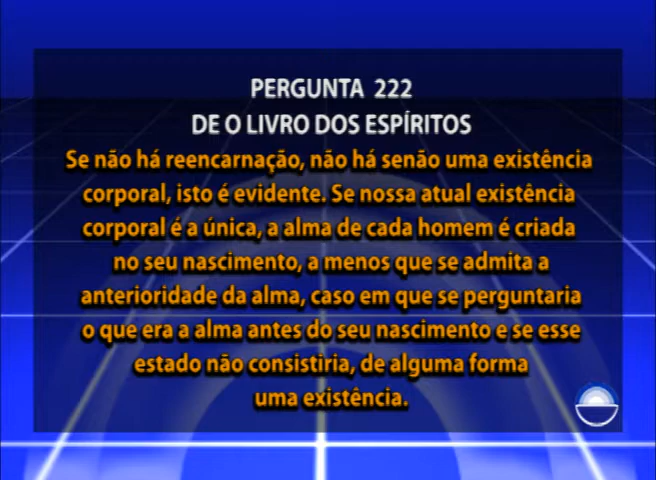 PERGUNTA 222
DE O LIVRO DOS ESPÍRITOS
Se não há reencarnação, não há senão uma existência
corporal, isto é evidente. Se nossa atual existência
corporal é a única, a alma de cada homem é criada
no seu nascimento, a menos que se admita a
anterioridade da alma, caso em que se perguntaria
o que era a alma antes do seu nascimento e se esse
estado não consistiria, de alguma forma
uma existência.